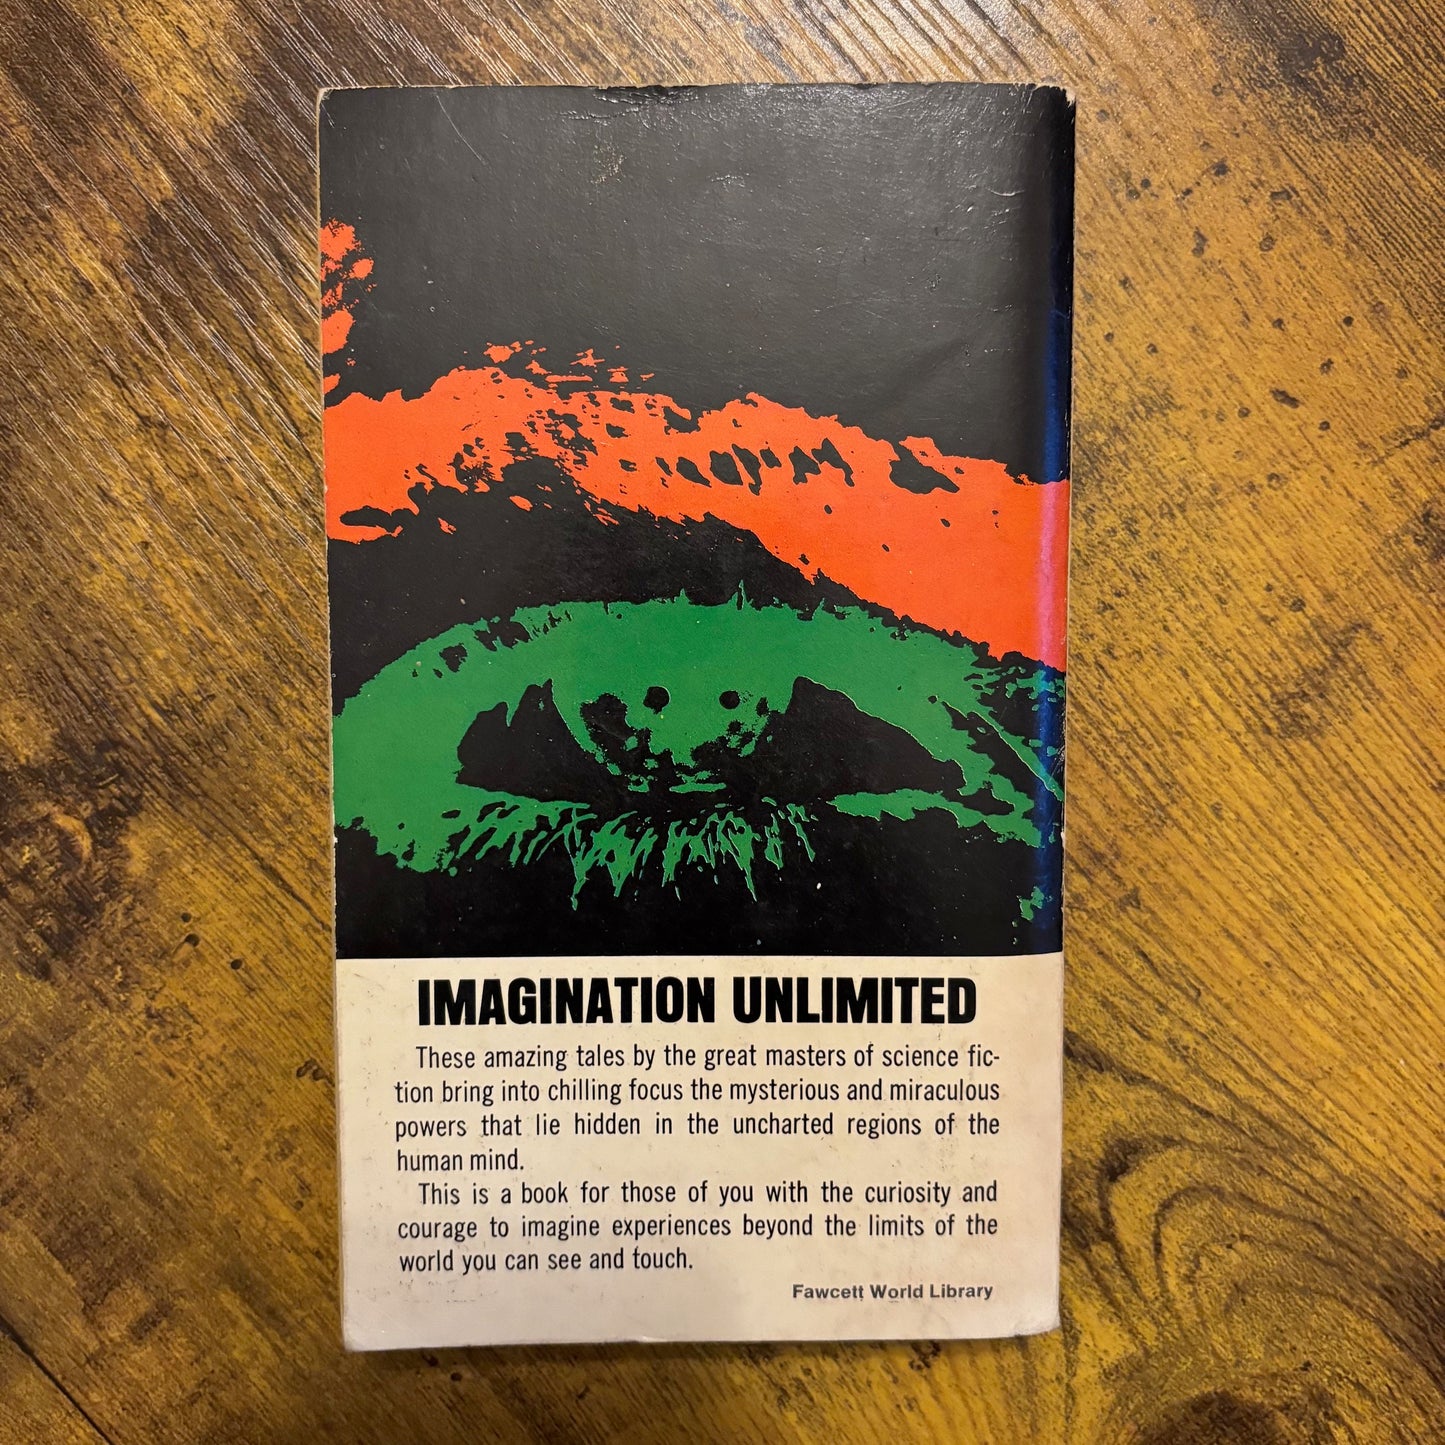 IMAGINATION UNLIMITED
These amazing tales by the great masters of science fic-
tion bring into chilling focus the mysterious and miraculous
powers that lie hidden in the uncharted regions of the
human mind.
This is a book for those of you with the curiosity and
courage to imagine experiences beyond the limits of the
world you can see and touch.
Fawcett World Library